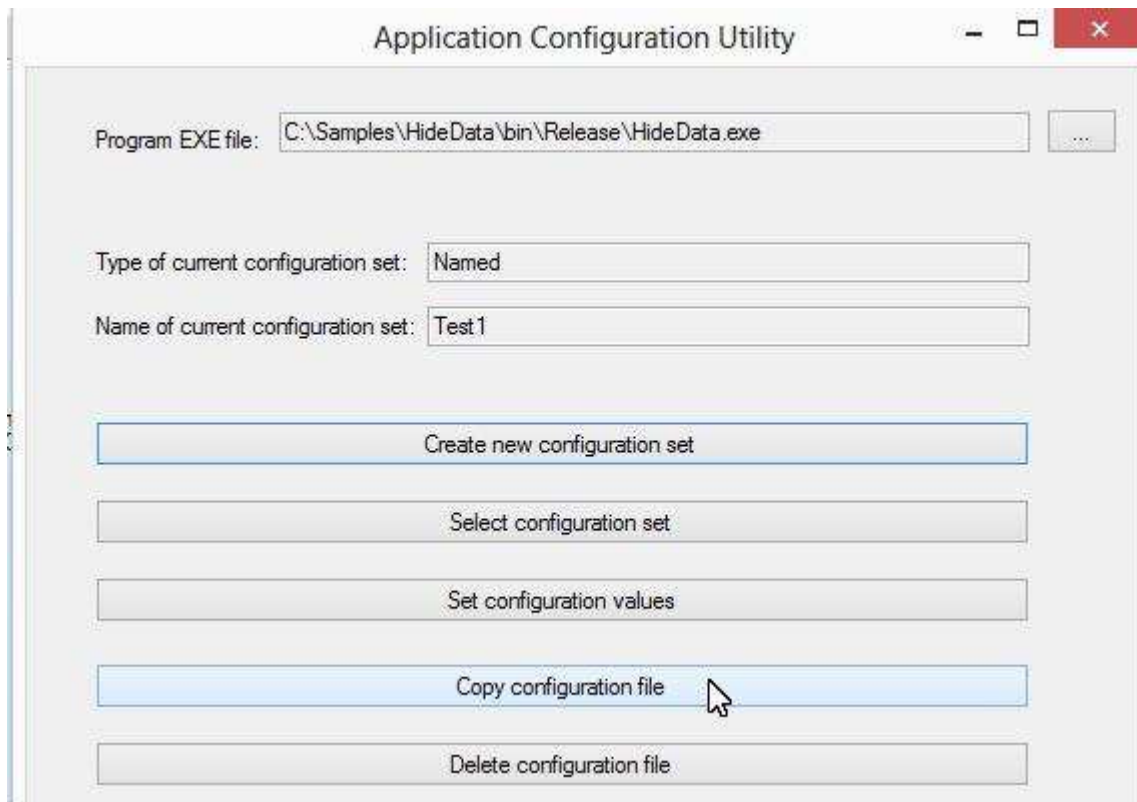 Application Configuration Utility
Program EXE file: C:\Samples\HideData\bin\Release\HideData.exe ...
Type of current configuration set: Named
Name of current configuration set: Test1
Create new configuration set
Select configuration set
Set configuration values
Copy configuration file
Delete configuration file